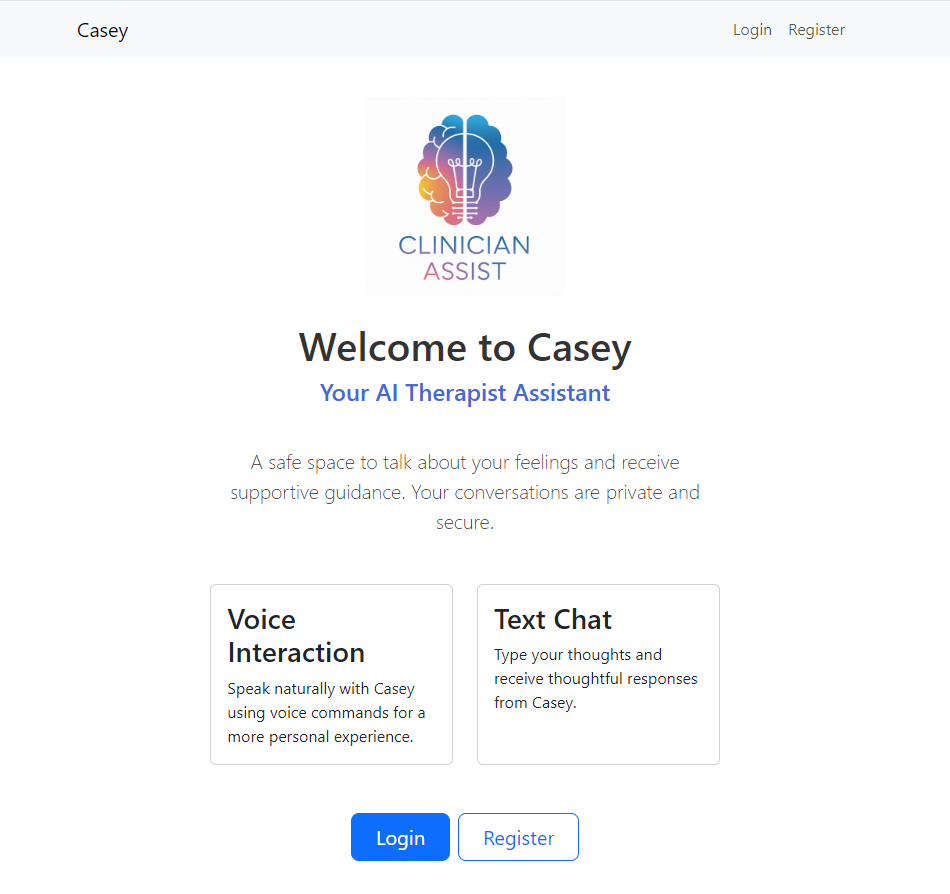 Casey
Login Register
CLINICIAN
ASSIST
Welcome to Casey
Your AI Therapist Assistant
A safe space to talk about your feelings and receive
supportive guidance. Your conversations are private and
secure.
Voice
Interaction
Speak naturally with Casey
using voice commands for a
more personal experience.
Text Chat
Type your thoughts and
receive thoughtful responses
from Casey.
Login
Register